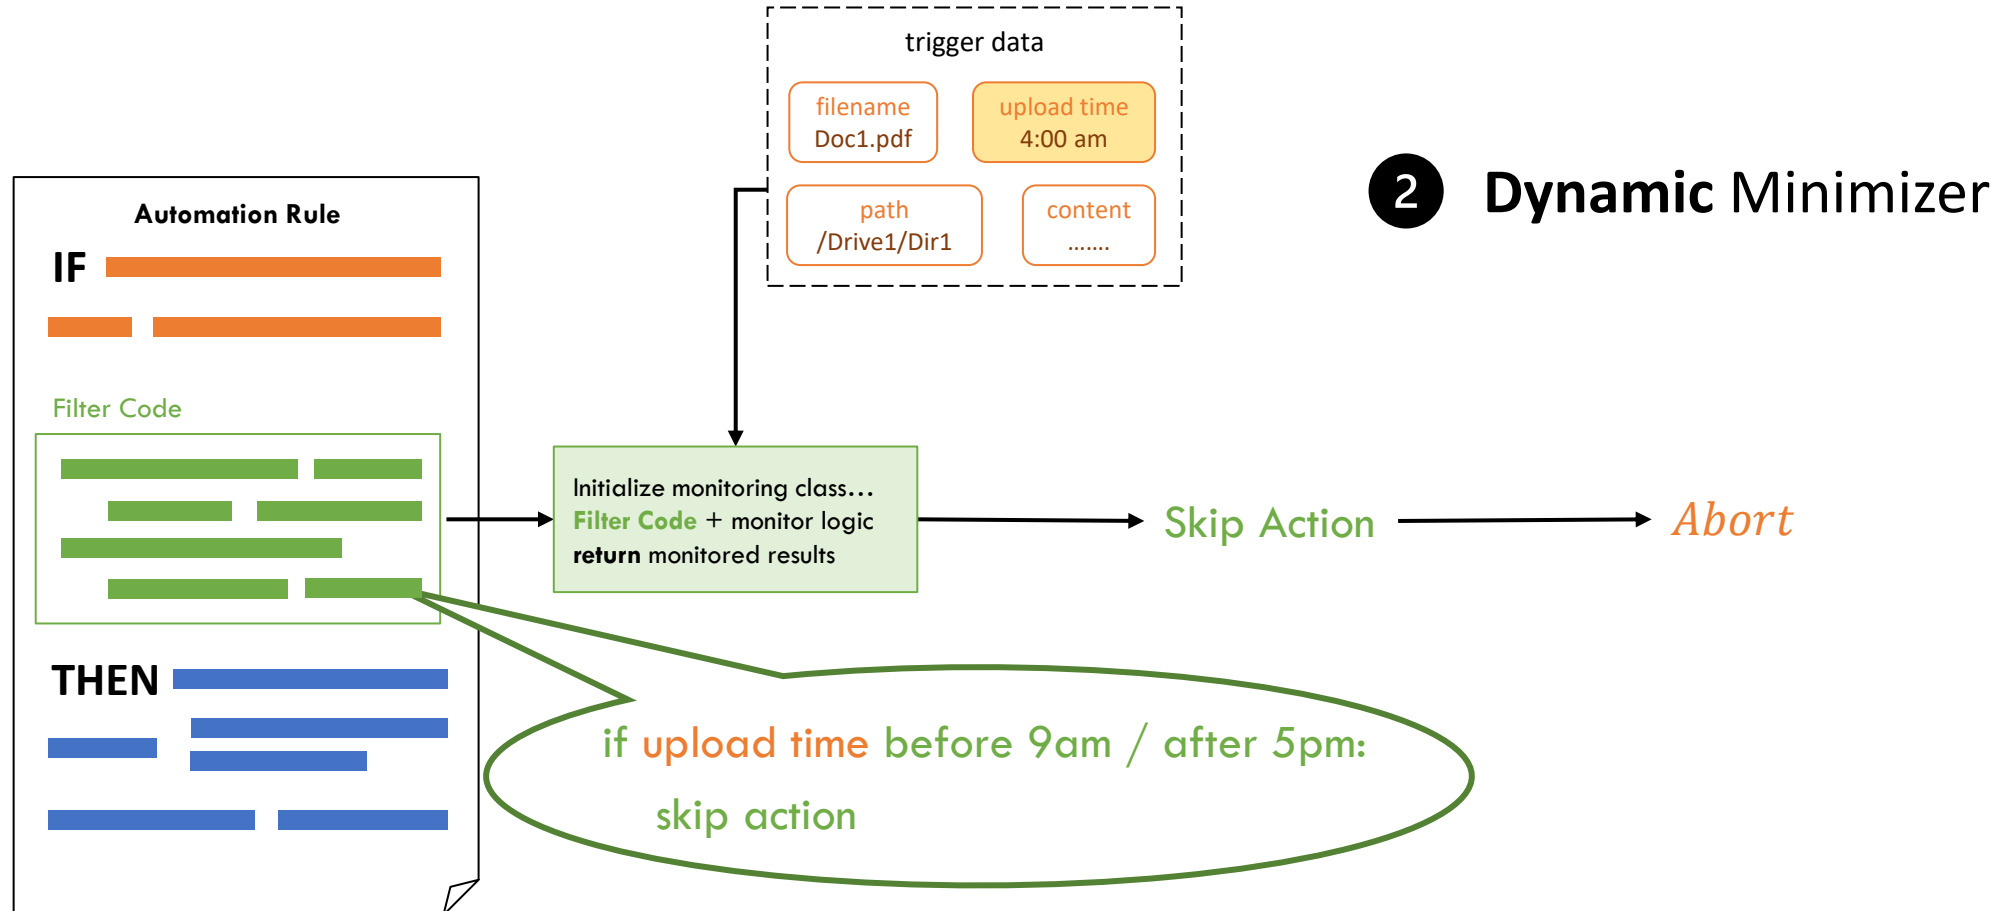 trigger data
filename
Doc1.pdf
upload time
4:00 am
path
/Drive1/Dir1
content
.......
2 Dynamic Minimizer
Automation Rule
IF
Filter Code
THEN
Initialize monitoring class...
Filter Code + monitor logic
return monitored results
Skip Action
Abort
if upload time before 9am / after 5pm:
skip action